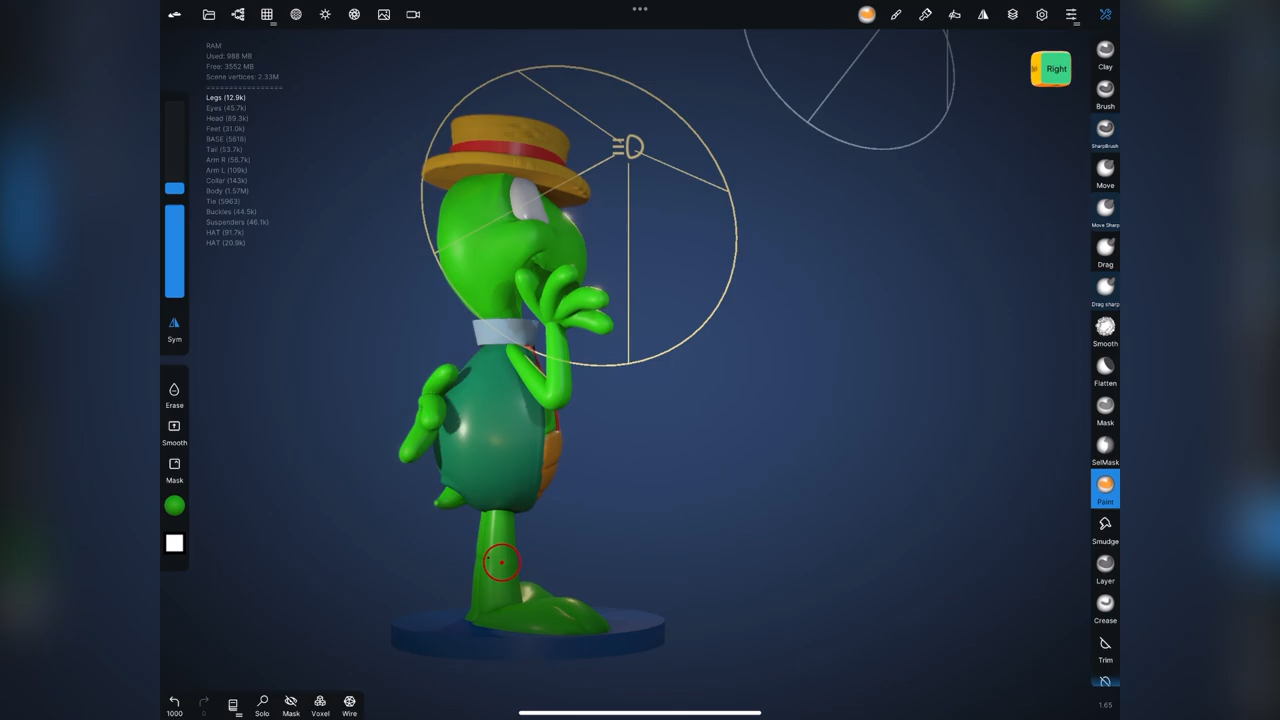 RAM
Used: 988 MB
Free: 3552 MB
Scene vertices: 2.33M
===================
Legs (12.9k)
Eyes (45.7k)
Head (89.3k)
Feet (31.0k)
BASE (5618)
Tail (53.7k)
Arm R (56.7k)
Arm L (109k)
Collar (143k)
Body (1.57M)
Tie (5963)
Buckles (44.5k)
Suspenders (46.1k)
HAT (91.7k)
HAT (20.9k)
Sym
Erase
Smooth
Mask
1000
0
Solo
Mask
Voxel
Wire
Right
Clay
Brush
SharpBrush
Move
Move Sharp
Drag
Drag sharp
Smooth
Flatten
Mask
SelMask
Paint
Smudge
Layer
Crease
Trim
1.65